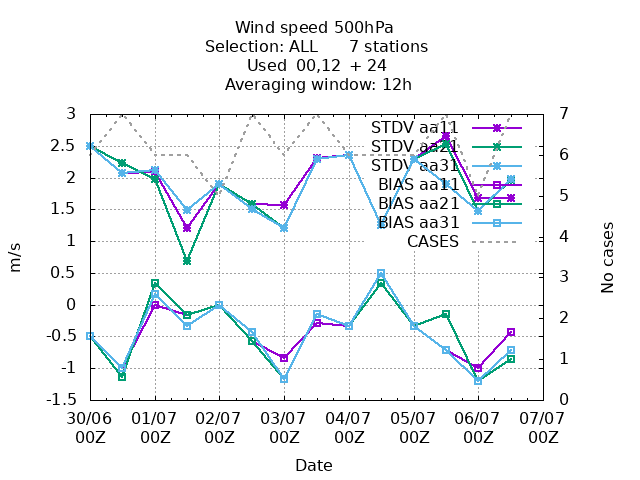 Wind speed 500hPa
Selection: ALL      7 stations
Used 00,12 + 24
Averaging window: 12h
3 7
STDV aa11
2.5 STDV aa21
STDV aa31 6
2 BIAS aa11
5
1.5 BIAS aa21
BIAS aa31
1 CASES 4
0.5 3
0
2
-0.5
-1 1
-1.5 0
m/s
No cases
30/06 01/07 02/07 03/07 04/07 05/07 06/07 07/07
00Z 00Z 00Z 00Z 00Z 00Z 00Z 00Z
Date